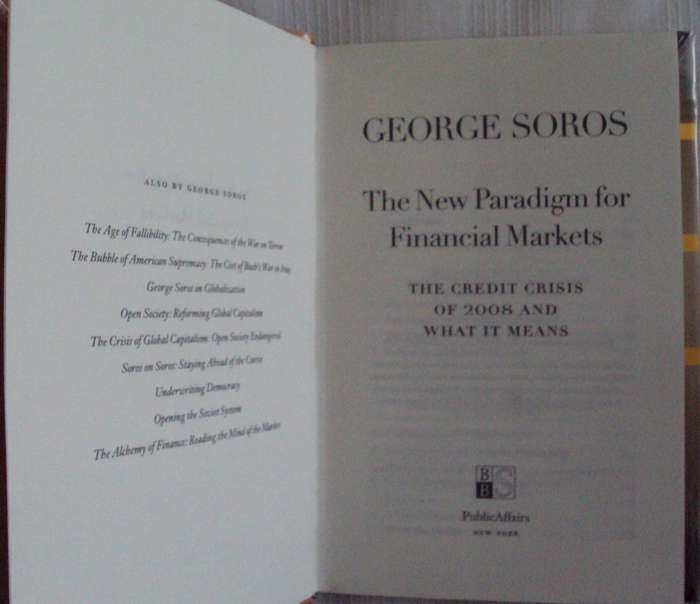 ALSO BY GEORGE SOROS
The Age of Fallibility: The Consequences of the War on Terror
The Bubble of American Supremacy: The Cost of Bush's War in Iraq
George Soros on Globalization
Open Society: Reforming Global Capitalism
The Crisis of Global Capitalism: Open Society Endangered
Soros on Soros: Staying Ahead of the Curve
Underwriting Democracy
Opening the Soviet System
The Alchemy of Finance: Reading the Mind of the Market
GEORGE SOROS
The New Paradigm for
Financial Markets
THE CREDIT CRISIS
OF 2008 AND
WHAT IT MEANS
B
B S
PublicAffairs
NEW YORK